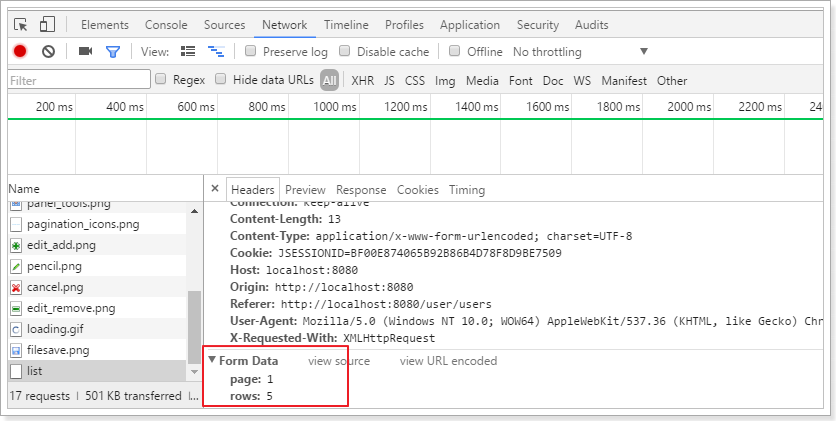 Elements Console Sources Network Timeline Profiles Application Security Audits
View: Preserve log Disable cache Offline No throttling
Filter Regex Hide data URLs All XHR JS CSS Img Media Font Doc WS Manifest Other
200 ms 400 ms 600 ms 800 ms 1000 ms 1200 ms 1400 ms 1600 ms 1800 ms 2000 ms 2200 ms 240
Name
panel_tools.png
pagination_icons.png
edit_add.png
pencil.png
cancel.png
edit_remove.png
loading.gif
filesave.png
list
17 requests | 501 KB transferred | ...
× Headers Preview Response Cookies Timing
Connection: keep-alive
Content-Length: 13
Content-Type: application/x-www-form-urlencoded; charset=UTF-8
Cookie: JSESSIONID=BF00E874065B92B86B4D78F8D9BE7509
Host: localhost:8080
Origin: http://localhost:8080
Referer: http://localhost:8080/user/users
User-Agent: Mozilla/5.0 (Windows NT 10.0; WOW64) AppleWebKit/537.36 (KHTML, like Gecko) Chr
X-Requested-With: XMLHttpRequest
Form Data view source view URL encoded
page: 1
rows: 5